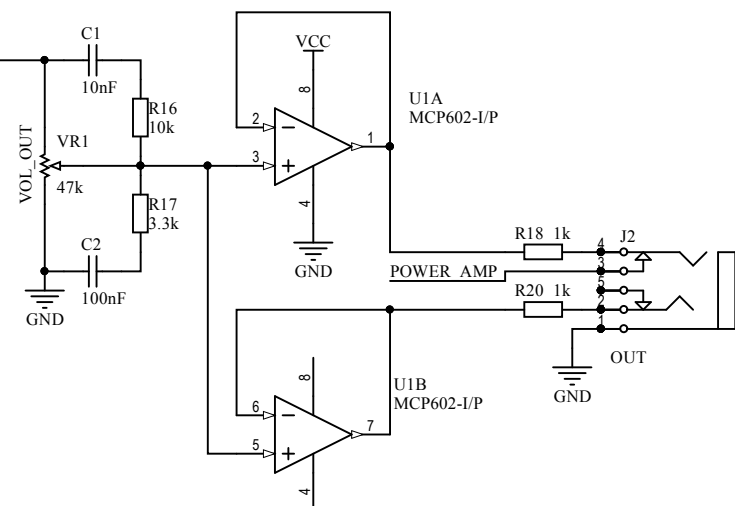 C1
10nF
R16
10k
VOL_OUT
VR1
47k
R17
3.3k
C2
100nF
GND
VCC
8
2
3
1
4
U1A
MCP602-I/P
GND
R18 1k
POWER AMP
R20 1k
J2
4
3
5
2
1
OUT
GND
8
6
5
7
4
U1B
MCP602-I/P